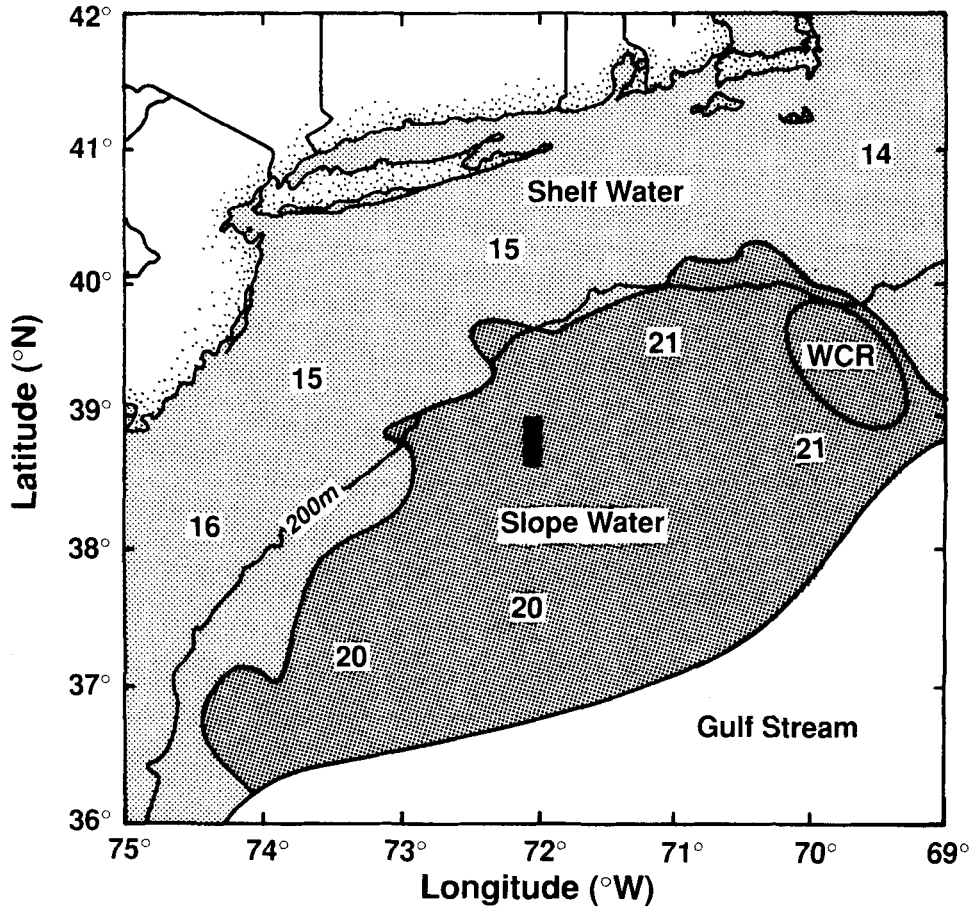 42°
41°
40°
39°
38°
37°
36°
Latitude (°N)
14
Shelf Water
15
21
WCR
15
21
200m
16
Slope Water
20
20
Gulf Stream
75° 74° 73° 72° 71° 70° 69°
Longitude (°W)